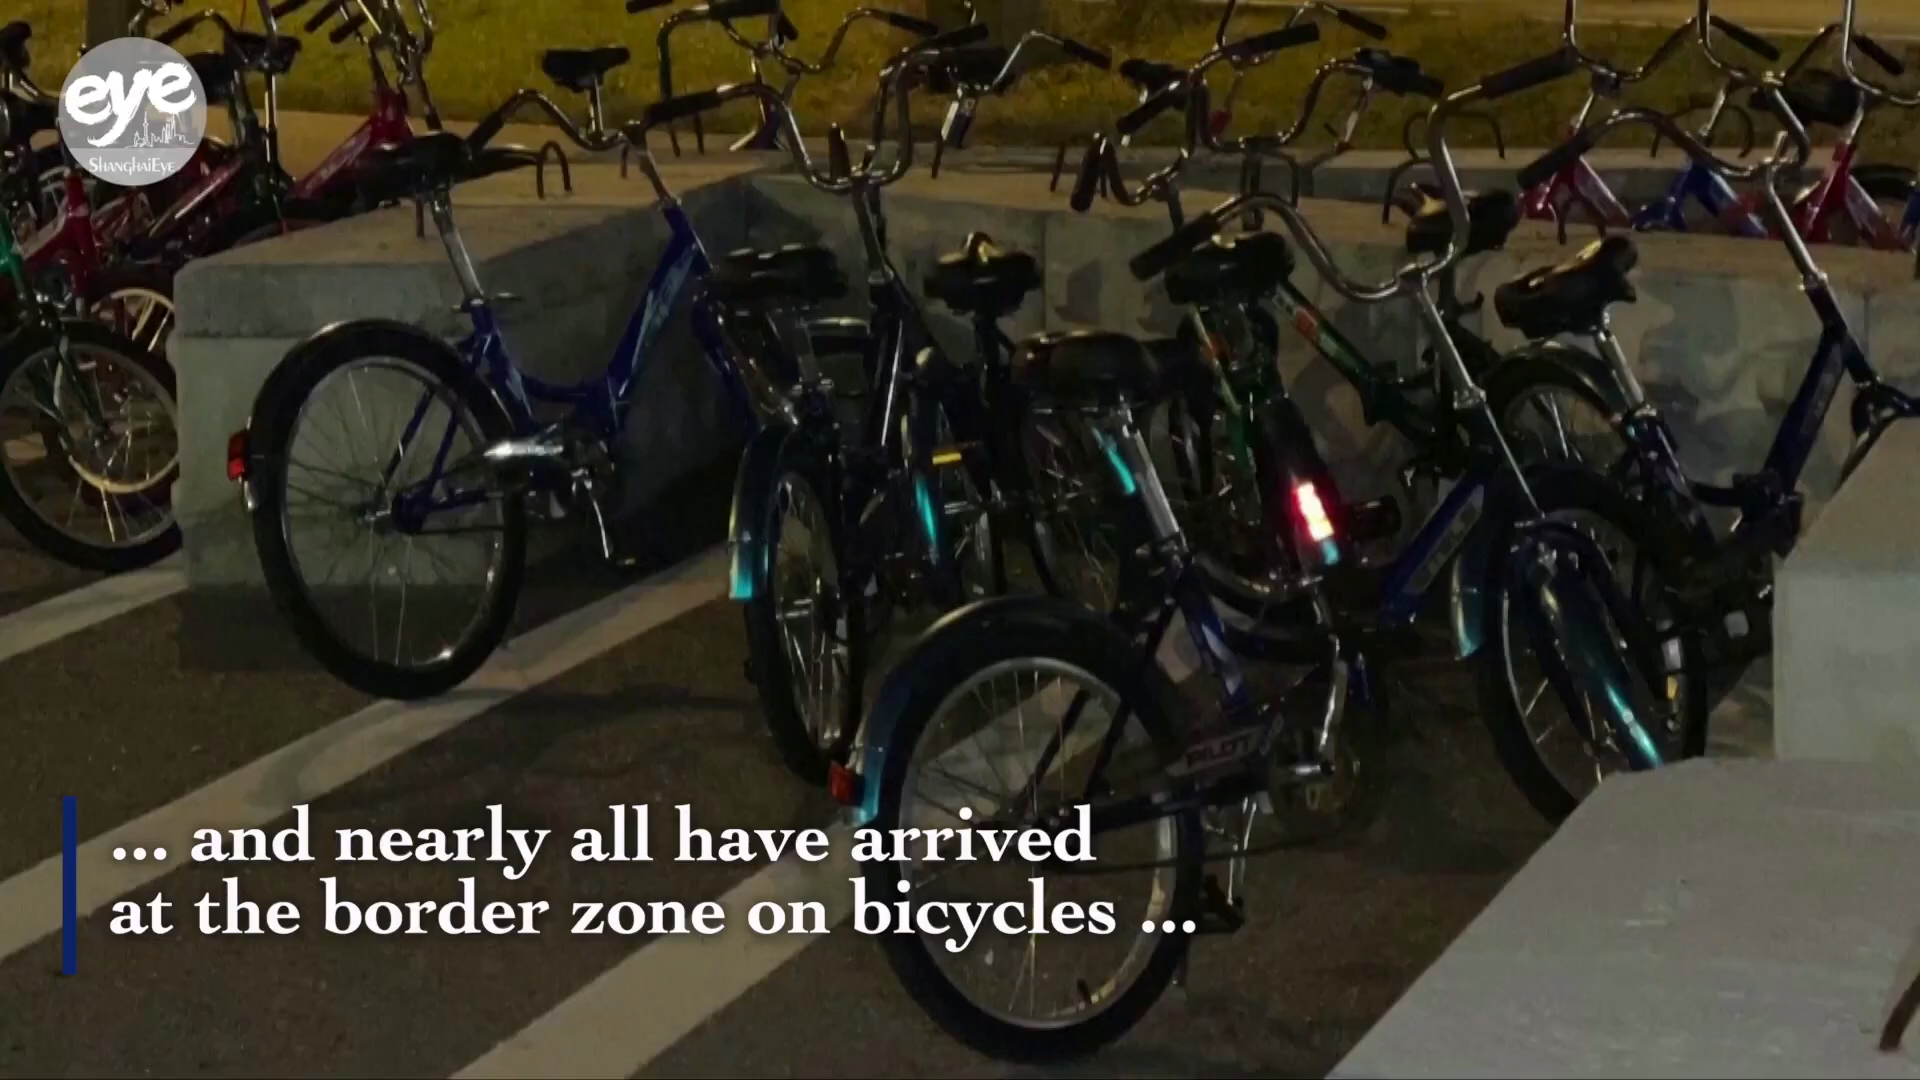 eye
SHANGHAIEYE
... and nearly all have arrived
at the border zone on bicycles ...
PILOT